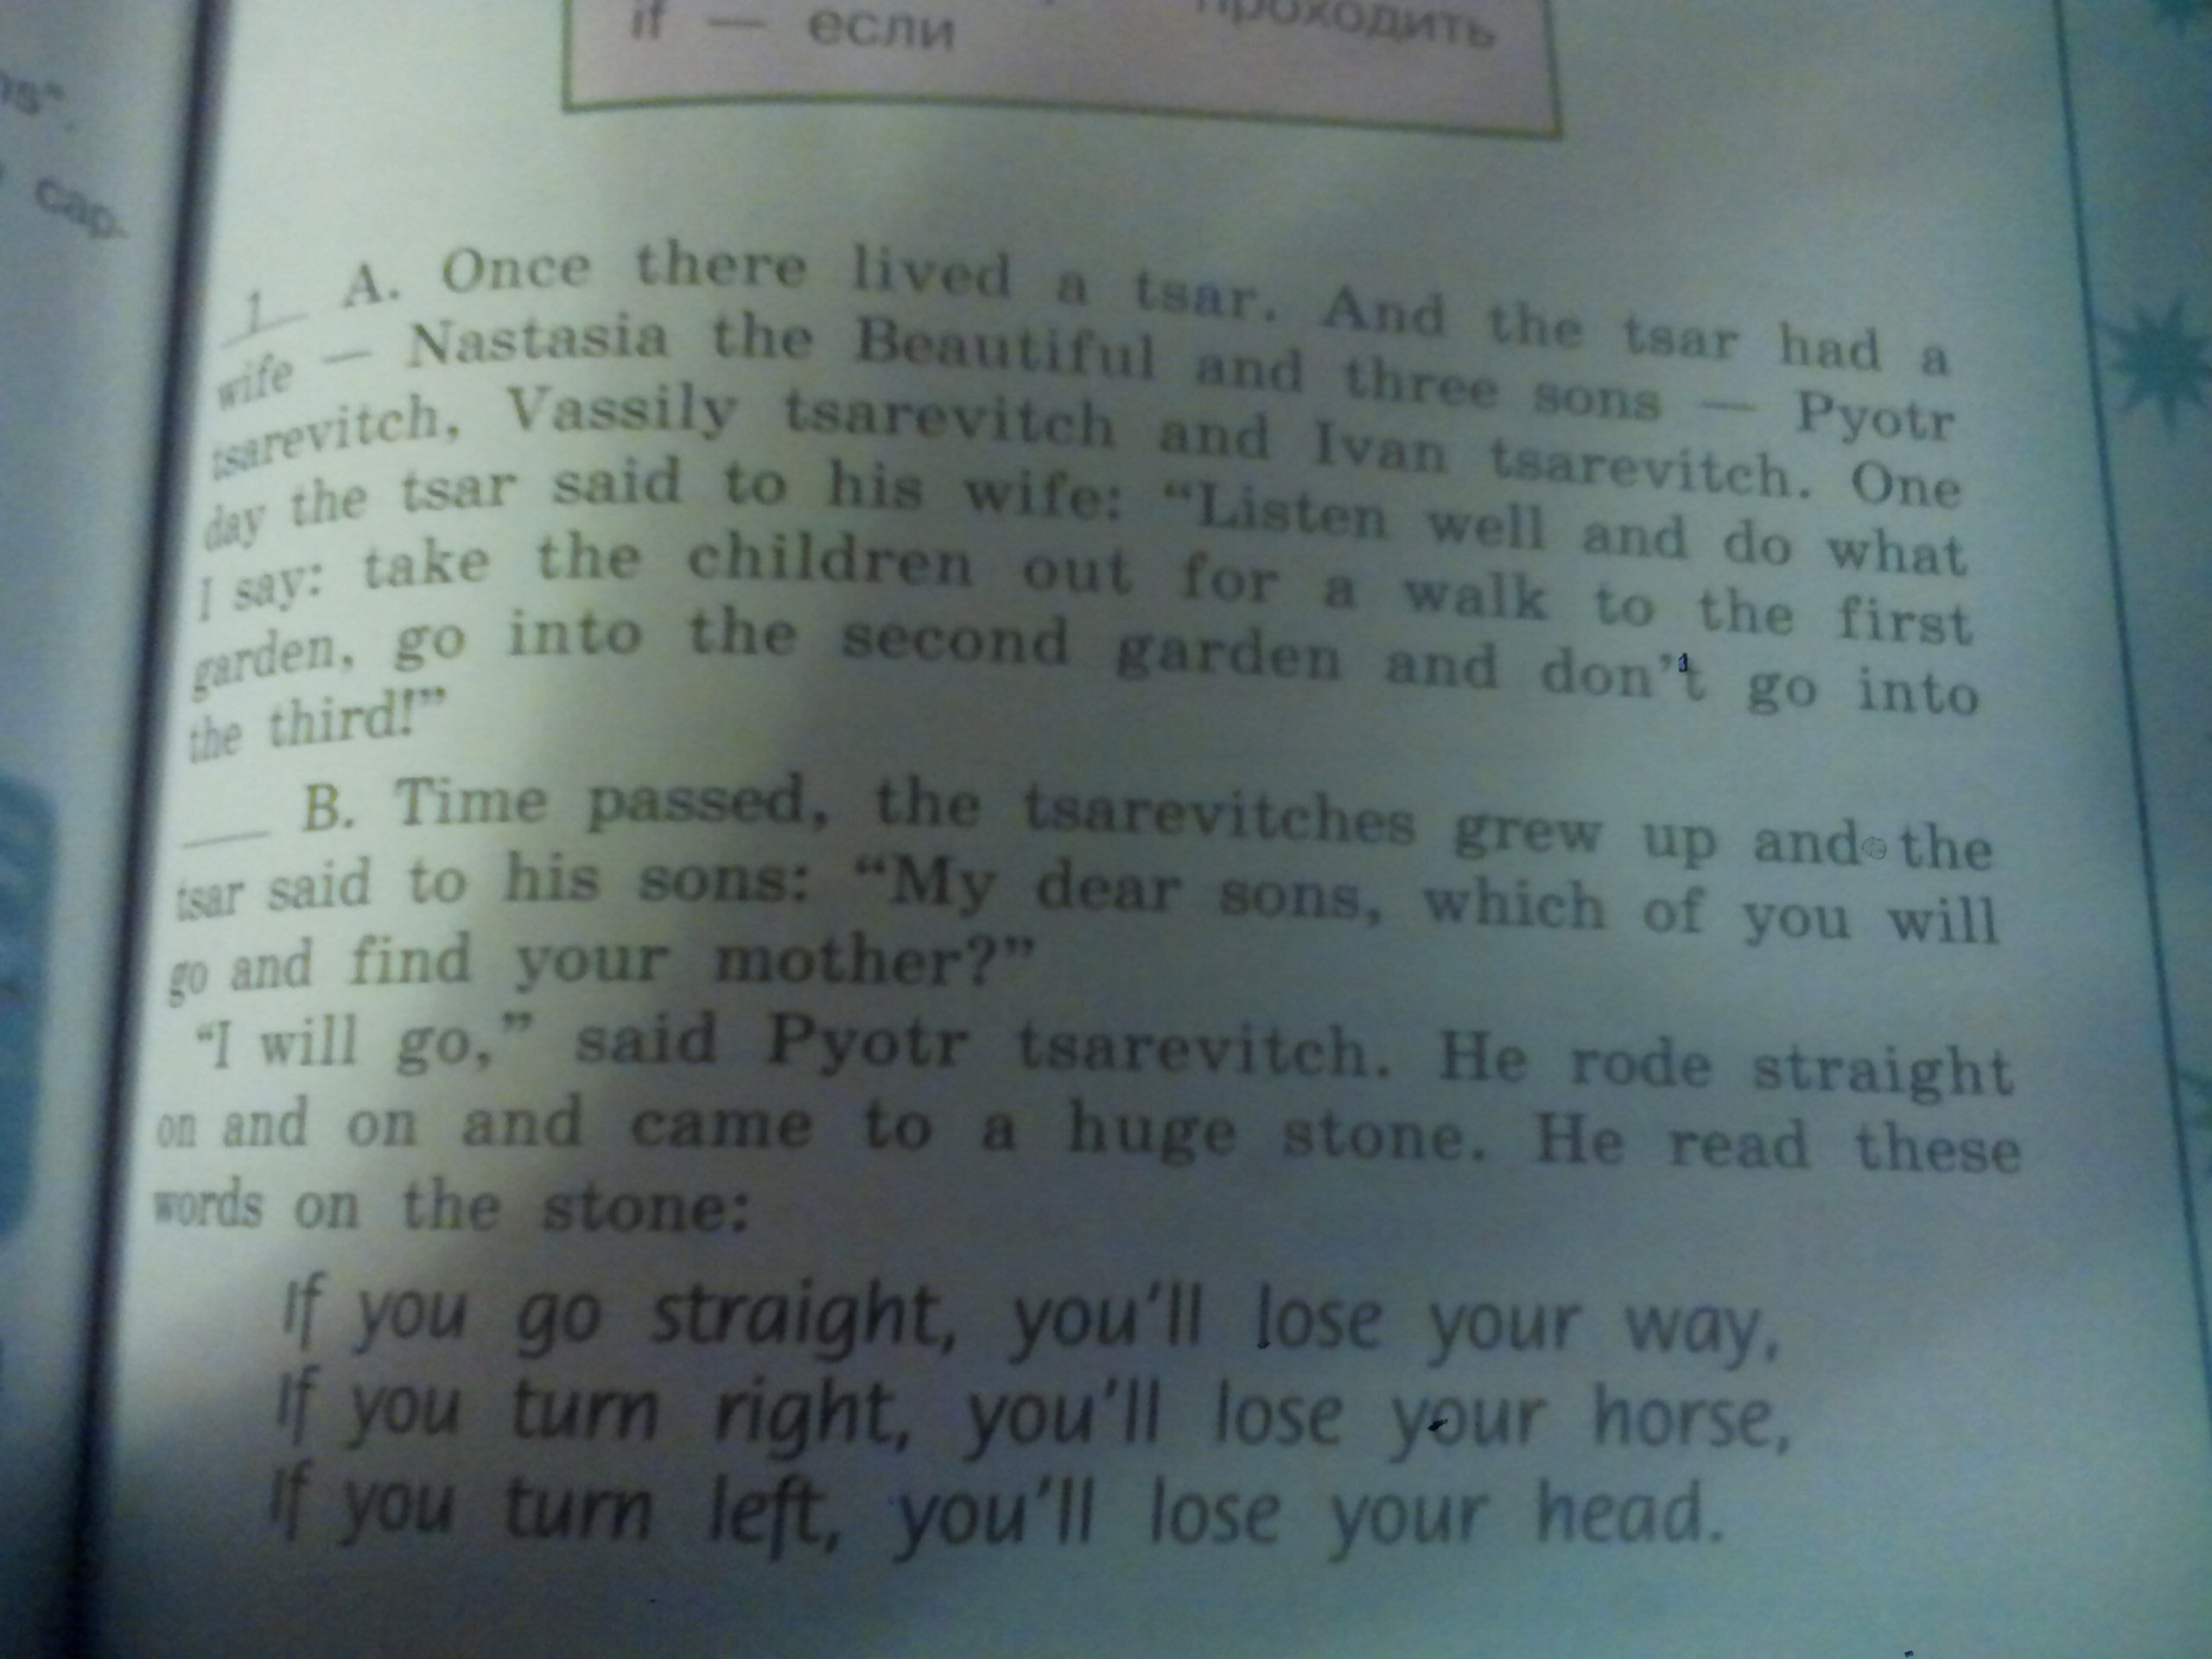 if — если проходить
ns".
cap-
1 A. Once there lived a tsar. And the tsar had a
wife — Nastasia the Beautiful and three sons — Pyotr
tsarevitch, Vassily tsarevitch and Ivan tsarevitch. One
day the tsar said to his wife: “Listen well and do what
I say: take the children out for a walk to the first
garden, go into the second garden and don’t go into
the third!”
___ B. Time passed, the tsarevitches grew up and the
tsar said to his sons: “My dear sons, which of you will
go and find your mother?”
“I will go,” said Pyotr tsarevitch. He rode straight
on and on and came to a huge stone. He read these
words on the stone:
If you go straight, you’ll lose your way,
If you turn right, you’ll lose your horse,
If you turn left, you’ll lose your head.